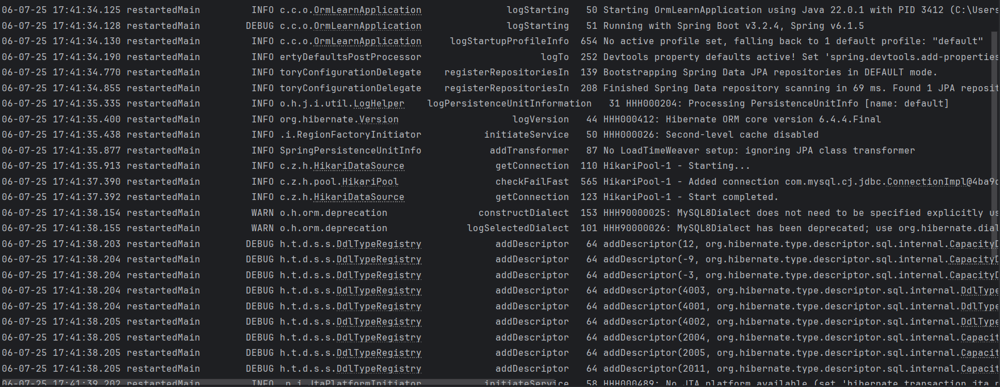 06-07-25 17:41:34.125 restartedMain INFO c.c.o.OrmLearnApplication logStarting 50 Starting OrmLearnApplication using Java 22.0.1 with PID 3412 (C:\Users
06-07-25 17:41:34.128 restartedMain DEBUG c.c.o.OrmLearnApplication logStarting 51 Running with Spring Boot v3.2.4, Spring v6.1.5
06-07-25 17:41:34.130 restartedMain INFO c.c.o.OrmLearnApplication logStartupProfileInfo 654 No active profile set, falling back to 1 default profile: "default"
06-07-25 17:41:34.190 restartedMain INFO ertyDefaultsPostProcessor logTo 252 Devtools property defaults active! Set 'spring.devtools.add-properties
06-07-25 17:41:34.770 restartedMain INFO toryConfigurationDelegate registerRepositoriesIn 139 Bootstrapping Spring Data JPA repositories in DEFAULT mode.
06-07-25 17:41:34.855 restartedMain INFO toryConfigurationDelegate registerRepositoriesIn 208 Finished Spring Data repository scanning in 69 ms. Found 1 JPA reposit
06-07-25 17:41:35.335 restartedMain INFO o.h.j.i.util.LogHelper logPersistenceUnitInformation 31 HHH000204: Processing PersistenceUnitInfo [name: default]
06-07-25 17:41:35.400 restartedMain INFO org.hibernate.Version logVersion 44 HHH000412: Hibernate ORM core version 6.4.4.Final
06-07-25 17:41:35.438 restartedMain INFO .i.RegionFactoryInitiator initiateService 50 HHH000026: Second-level cache disabled
06-07-25 17:41:35.877 restartedMain INFO SpringPersistenceUnitInfo addTransformer 87 No LoadTimeWeaver setup: ignoring JPA class transformer
06-07-25 17:41:35.913 restartedMain INFO c.z.h.HikariDataSource getConnection 110 HikariPool-1 - Starting...
06-07-25 17:41:37.390 restartedMain INFO c.z.h.pool.HikariPool checkFailFast 565 HikariPool-1 - Added connection com.mysql.cj.jdbc.ConnectionImpl@4ba9c
06-07-25 17:41:37.392 restartedMain INFO c.z.h.HikariDataSource getConnection 123 HikariPool-1 - Start completed.
06-07-25 17:41:38.154 restartedMain WARN o.h.orm.deprecation constructDialect 153 HHH90000025: MySQL8Dialect does not need to be specified explicitly us
06-07-25 17:41:38.155 restartedMain WARN o.h.orm.deprecation logSelectedDialect 101 HHH90000026: MySQL8Dialect has been deprecated; use org.hibernate.dial
06-07-25 17:41:38.203 restartedMain DEBUG h.t.d.s.s.DdlTypeRegistry addDescriptor 64 addDescriptor(12, org.hibernate.type.descriptor.sql.internal.CapacityD
06-07-25 17:41:38.204 restartedMain DEBUG h.t.d.s.s.DdlTypeRegistry addDescriptor 64 addDescriptor(-9, org.hibernate.type.descriptor.sql.internal.CapacityD
06-07-25 17:41:38.204 restartedMain DEBUG h.t.d.s.s.DdlTypeRegistry addDescriptor 64 addDescriptor(-3, org.hibernate.type.descriptor.sql.internal.CapacityD
06-07-25 17:41:38.204 restartedMain DEBUG h.t.d.s.s.DdlTypeRegistry addDescriptor 64 addDescriptor(4003, org.hibernate.type.descriptor.sql.internal.DdlType
06-07-25 17:41:38.204 restartedMain DEBUG h.t.d.s.s.DdlTypeRegistry addDescriptor 64 addDescriptor(4001, org.hibernate.type.descriptor.sql.internal.DdlType
06-07-25 17:41:38.205 restartedMain DEBUG h.t.d.s.s.DdlTypeRegistry addDescriptor 64 addDescriptor(4002, org.hibernate.type.descriptor.sql.internal.DdlType
06-07-25 17:41:38.205 restartedMain DEBUG h.t.d.s.s.DdlTypeRegistry addDescriptor 64 addDescriptor(2004, org.hibernate.type.descriptor.sql.internal.Capacit
06-07-25 17:41:38.205 restartedMain DEBUG h.t.d.s.s.DdlTypeRegistry addDescriptor 64 addDescriptor(2005, org.hibernate.type.descriptor.sql.internal.Capacit
06-07-25 17:41:38.205 restartedMain DEBUG h.t.d.s.s.DdlTypeRegistry addDescriptor 64 addDescriptor(2011, org.hibernate.type.descriptor.sql.internal.Capacit
06-07-25 17:41:39.202 restartedMain INFO .p.i.JtaPlatformInitiator initiateService 58 HHH000489: No JTA platform available (set 'hibernate.transaction.jta.p